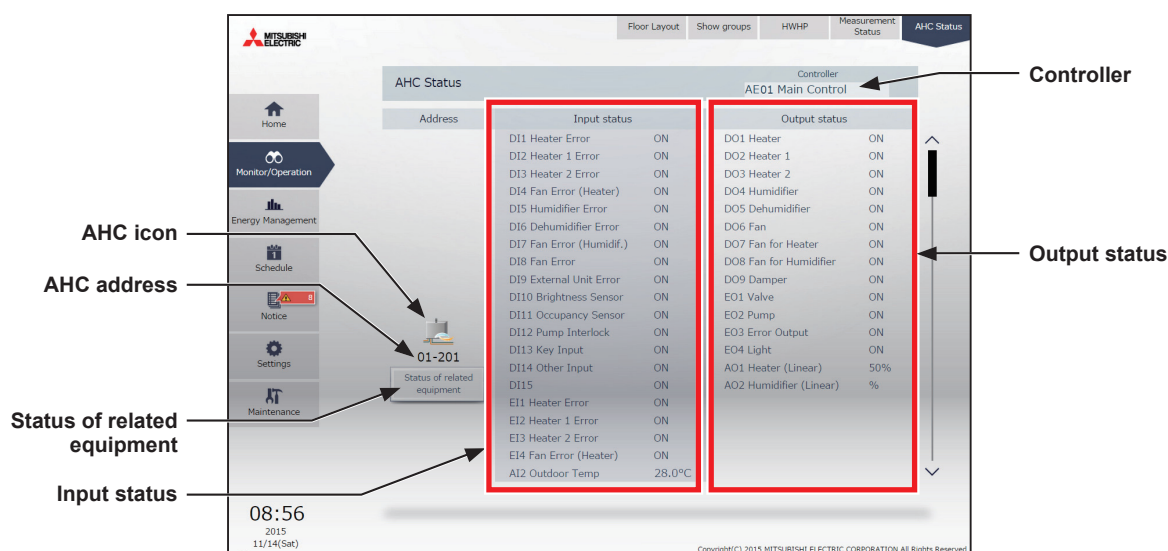 MITSUBISHI
ELECTRIC
Floor Layout
Show groups
HWHP
Measurement
Status
AHC Status
AHC Status
Controller
AE01 Main Control
Controller
Address
Input status
Output status
Home
Monitor/Operation
Energy Management
1
Schedule
8
Notice
Settings
Maintenance
DI1 Heater Error ON
DI2 Heater 1 Error ON
DI3 Heater 2 Error ON
DI4 Fan Error (Heater) ON
DI5 Humidifier Error ON
DI6 Dehumidifier Error ON
DI7 Fan Error (Humidif.) ON
DI8 Fan Error ON
DI9 External Unit Error ON
DI10 Brightness Sensor ON
DI11 Occupancy Sensor ON
DI12 Pump Interlock ON
DI13 Key Input ON
DI14 Other Input ON
DI15 ON
EI1 Heater Error ON
EI2 Heater 1 Error ON
EI3 Heater 2 Error ON
EI4 Fan Error (Heater) ON
AI2 Outdoor Temp 28.0°C
DO1 Heater ON
DO2 Heater 1 ON
DO3 Heater 2 ON
DO4 Humidifier ON
DO5 Dehumidifier ON
DO6 Fan ON
DO7 Fan for Heater ON
DO8 Fan for Humidifier ON
DO9 Damper ON
EO1 Valve ON
EO2 Pump ON
EO3 Error Output ON
EO4 Light ON
AO1 Heater (Linear) 50%
AO2 Humidifier (Linear) %
01-201
Status of related
equipment
AHC icon
AHC address
Status of related
equipment
Input status
Output status
08:56
2015
11/14(Sat)
Copyright(C) 2015 MITSUBISHI ELECTRIC CORPORATION All Rights Reserved